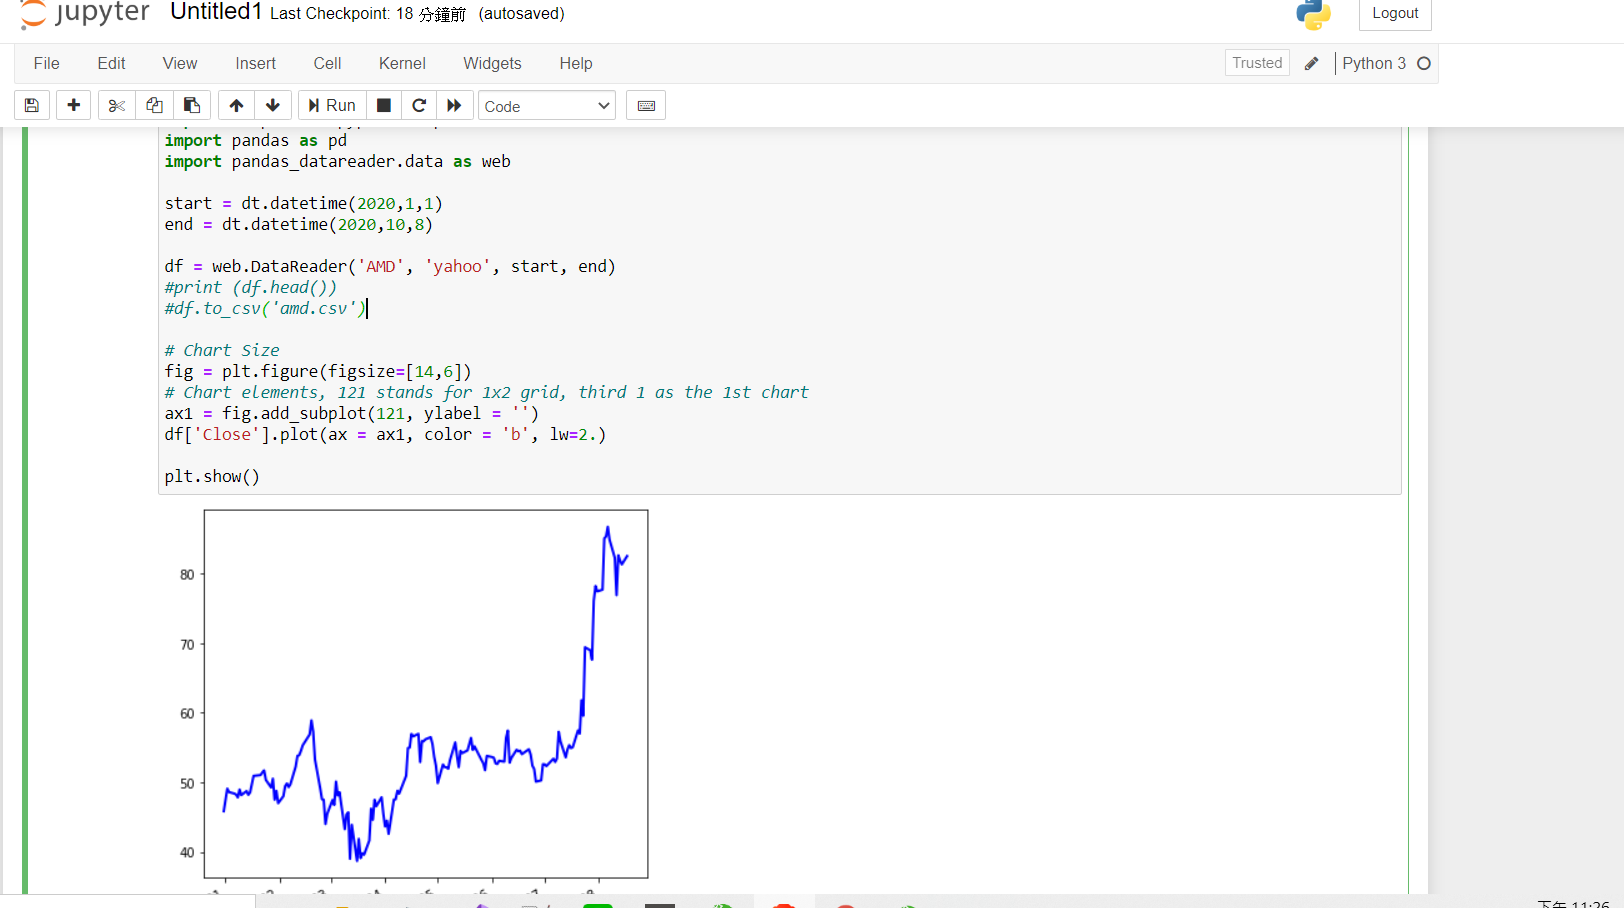 jupyter Untitled1 Last Checkpoint: 18 分鐘前 (autosaved)
Logout
File Edit View Insert Cell Kernel Widgets Help
Trusted
Python 3
Run
Code
import pandas as pd
import pandas_datareader.data as web
start = dt.datetime(2020,1,1)
end = dt.datetime(2020,10,8)
df = web.DataReader('AMD', 'yahoo', start, end)
#print (df.head())
#df.to_csv('amd.csv')
# Chart Size
fig = plt.figure(figsize=[14,6])
# Chart elements, 121 stands for 1x2 grid, third 1 as the 1st chart
ax1 = fig.add_subplot(121, ylabel = '')
df['Close'].plot(ax = ax1, color = 'b', lw=2.)
plt.show()
80
70
60
50
40
下午 11:26